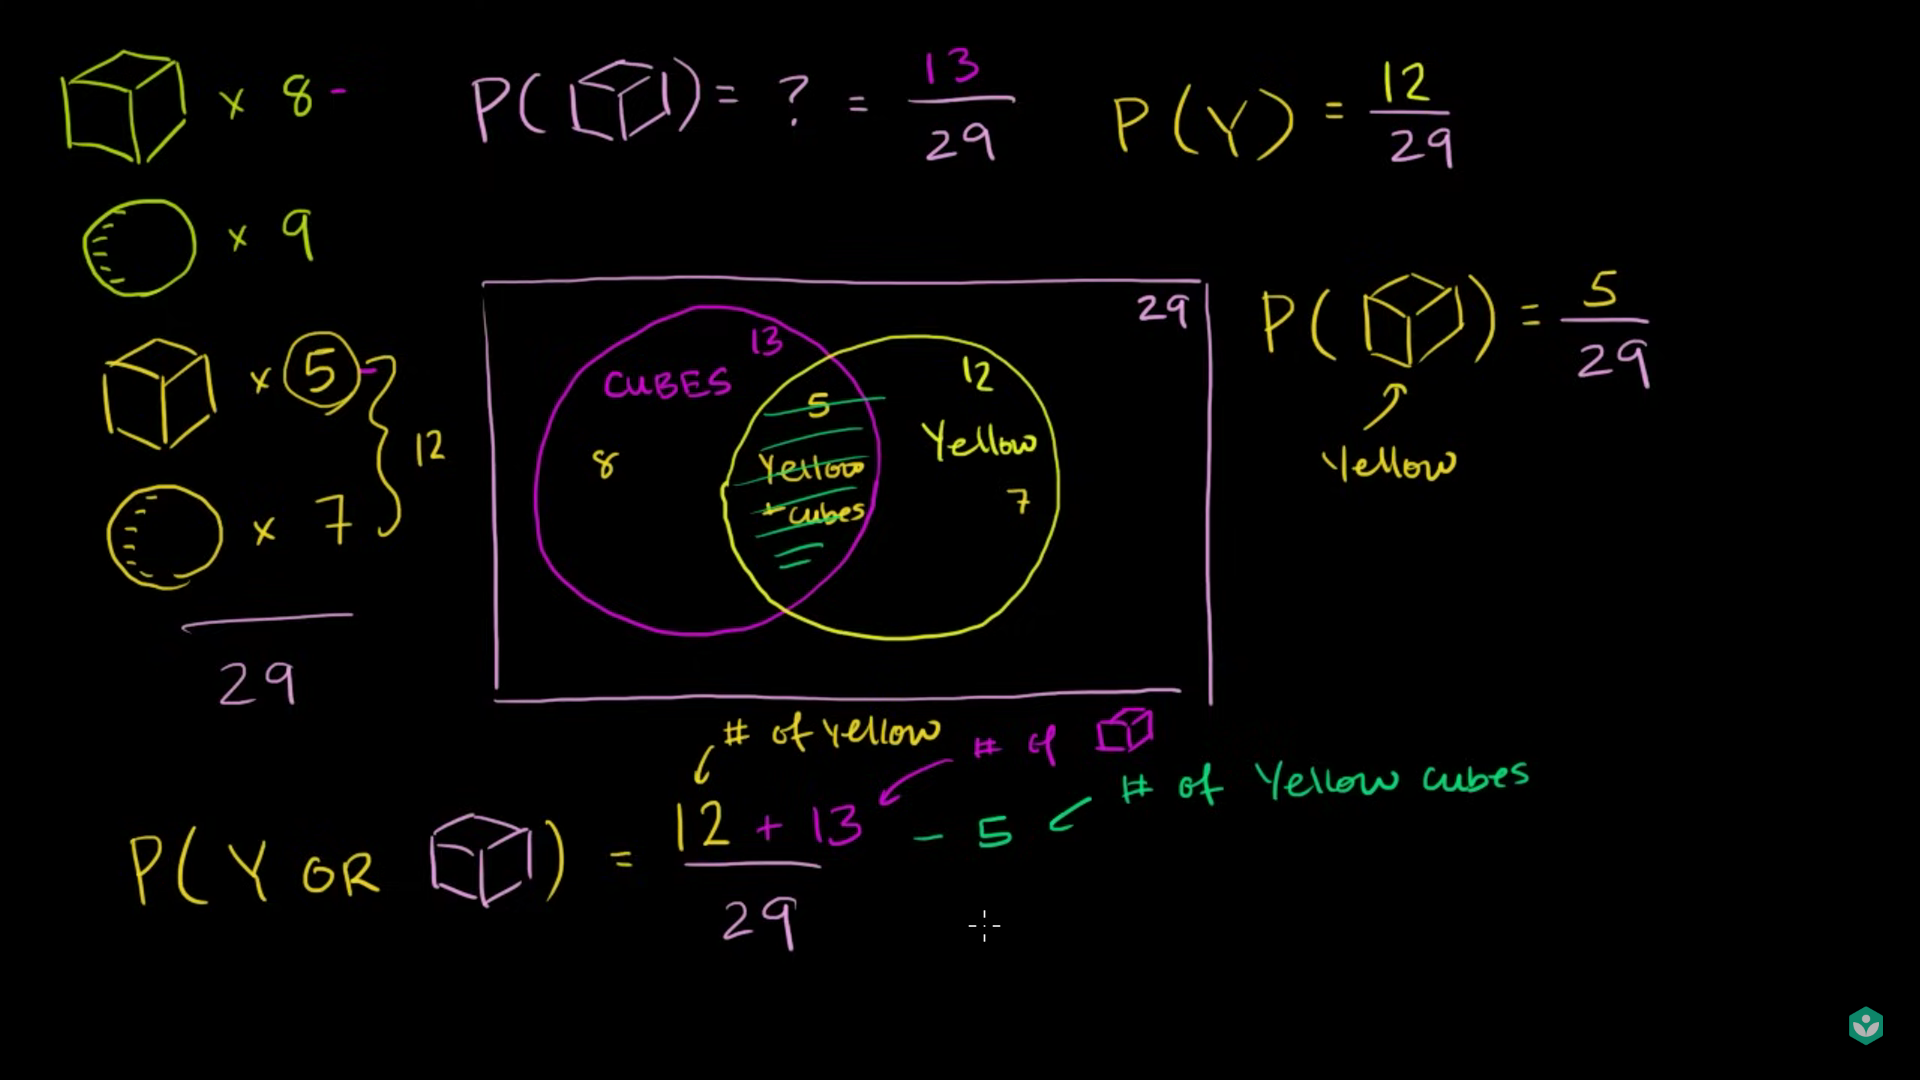 × 8 -
P( ) = ? = 13/29
P(Y) = 12/29
× 9
× 5
× 7
12
29
29
13
CUBES
8
5
Yellow
+ cubes
12
Yellow
7
P( ) = 5/29
Yellow
# of yellow
# of
# of Yellow cubes
P( Y OR ) = 12 + 13 - 5
29